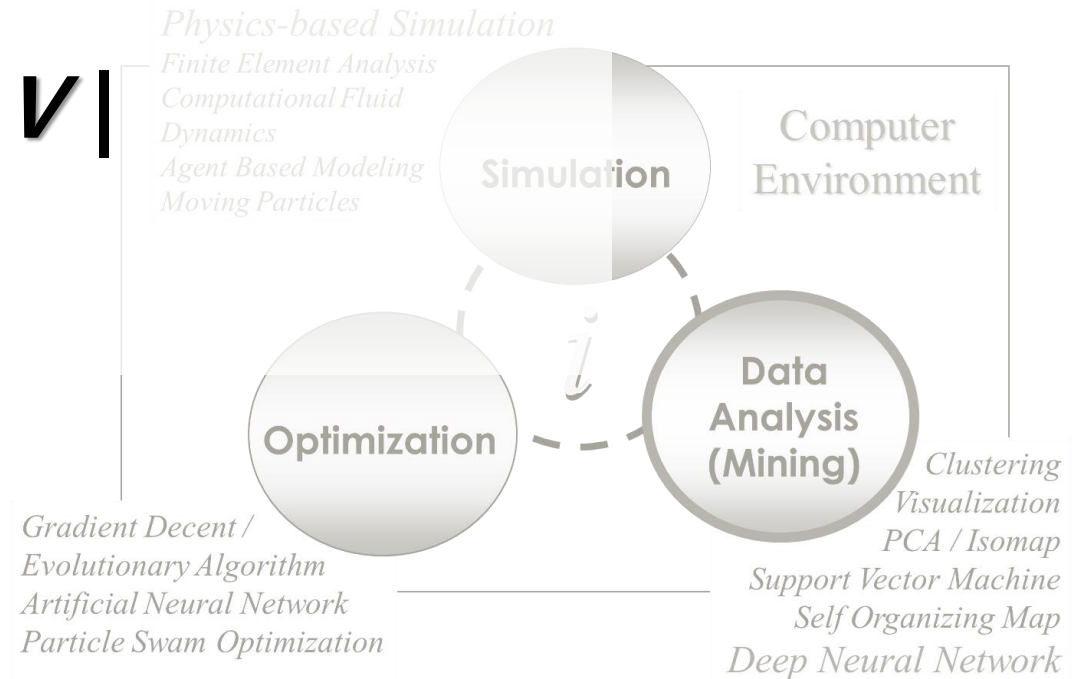 Physics-based Simulation
Finite Element Analysis
Computational Fluid
Dynamics
Agent Based Modeling
Moving Particles
V |
Simulation
Computer
Environment
i
Optimization
Data
Analysis
(Mining)
Gradient Decent /
Evolutionary Algorithm
Artificial Neural Network
Particle Swam Optimization
Clustering
Visualization
PCA / Isomap
Support Vector Machine
Self Organizing Map
Deep Neural Network